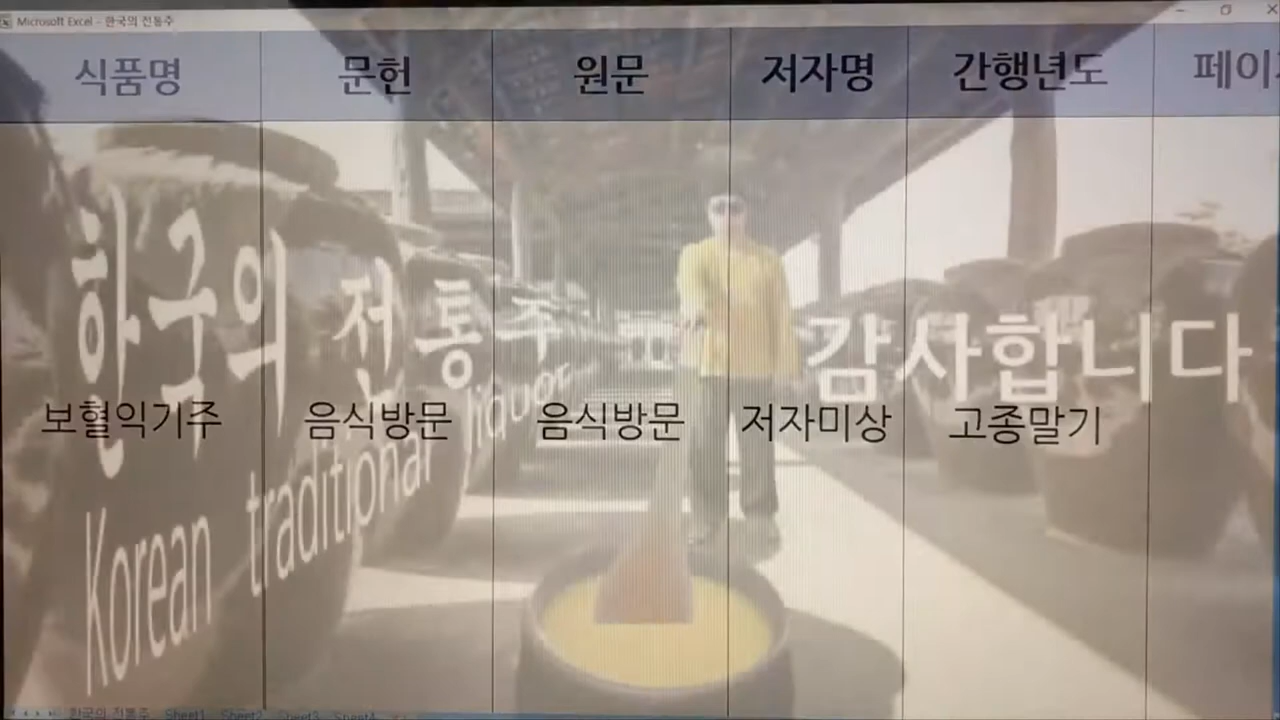 Microsoft Excel - 한국의 전통주
식품명 문헌 원문 저자명 간행년도 페이
한국의 전통주
감사합니다
보혈익기주 음식방문 음식방문 저자미상 고종말기
Korean traditional liquor
한국의 전통주 Sheet1 Sheet2 Sheet3 Sheet4